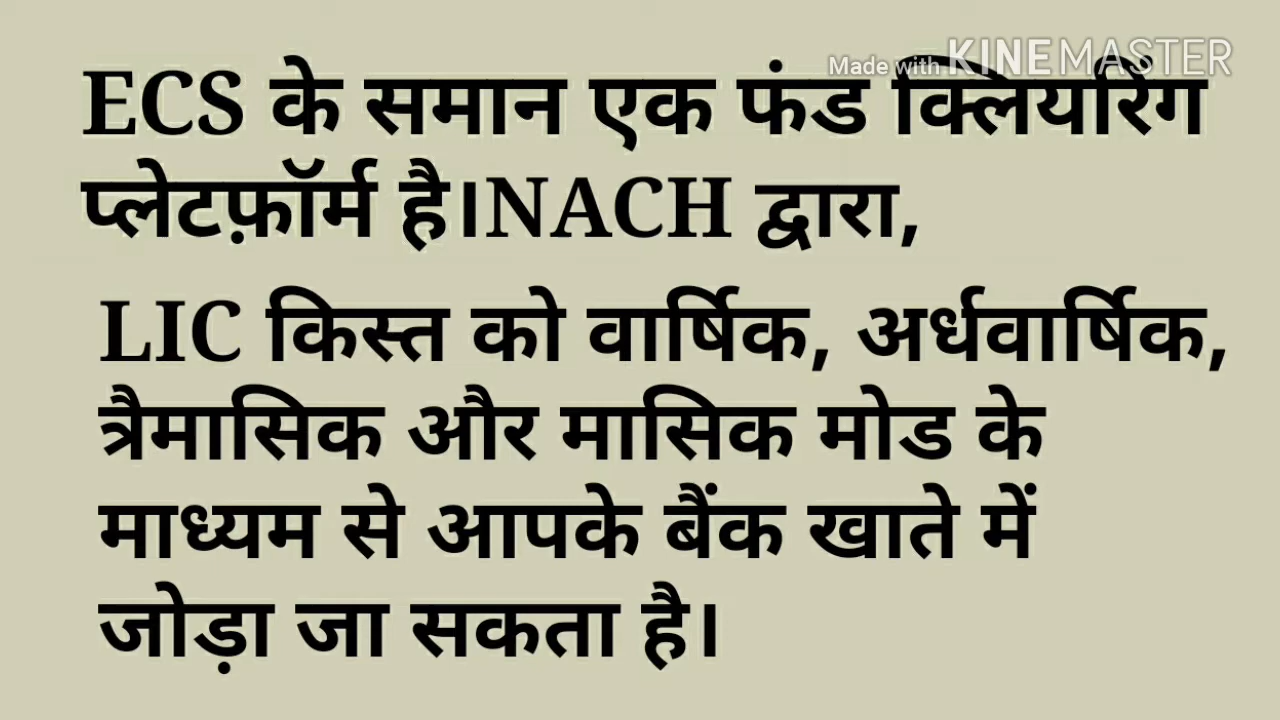 Made with KINEMASTER
ECS के समान एक फंड क्लियरिंग
प्लेटफ़ॉर्म है।NACH द्वारा,
LIC किस्त को वार्षिक, अर्धवार्षिक,
त्रैमासिक और मासिक मोड के
माध्यम से आपके बैंक खाते में
जोड़ा जा सकता है।